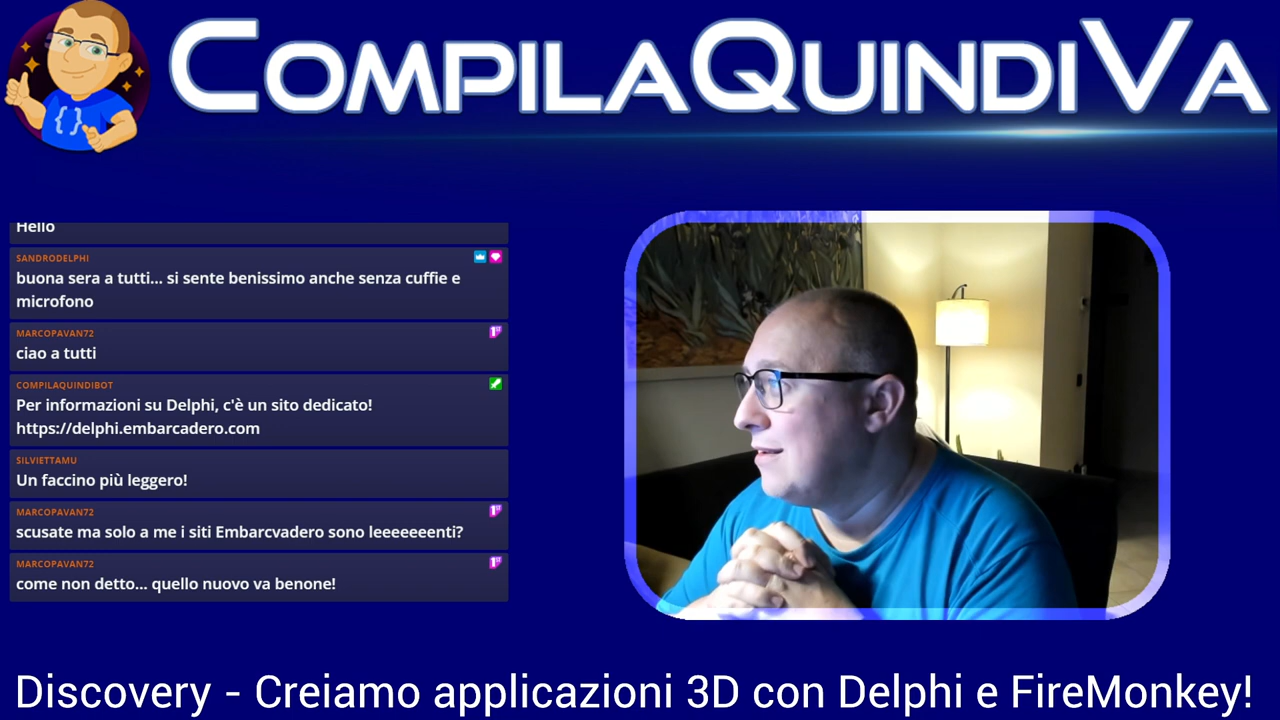 COMPILAQUINDIVA
{ }
Hello
SANDRODELPHI
buona sera a tutti... si sente benissimo anche senza cuffie e
microfono
MARCOPAVAN72
ciao a tutti
COMPILAQUINDIBOT
Per informazioni su Delphi, c'è un sito dedicato!
https://delphi.embarcadero.com
SILVIETTAMU
Un faccino più leggero!
MARCOPAVAN72
scusate ma solo a me i siti Embarcvadero sono leeeeeeenti?
MARCOPAVAN72
come non detto... quello nuovo va benone!
Discovery - Creiamo applicazioni 3D con Delphi e FireMonkey!